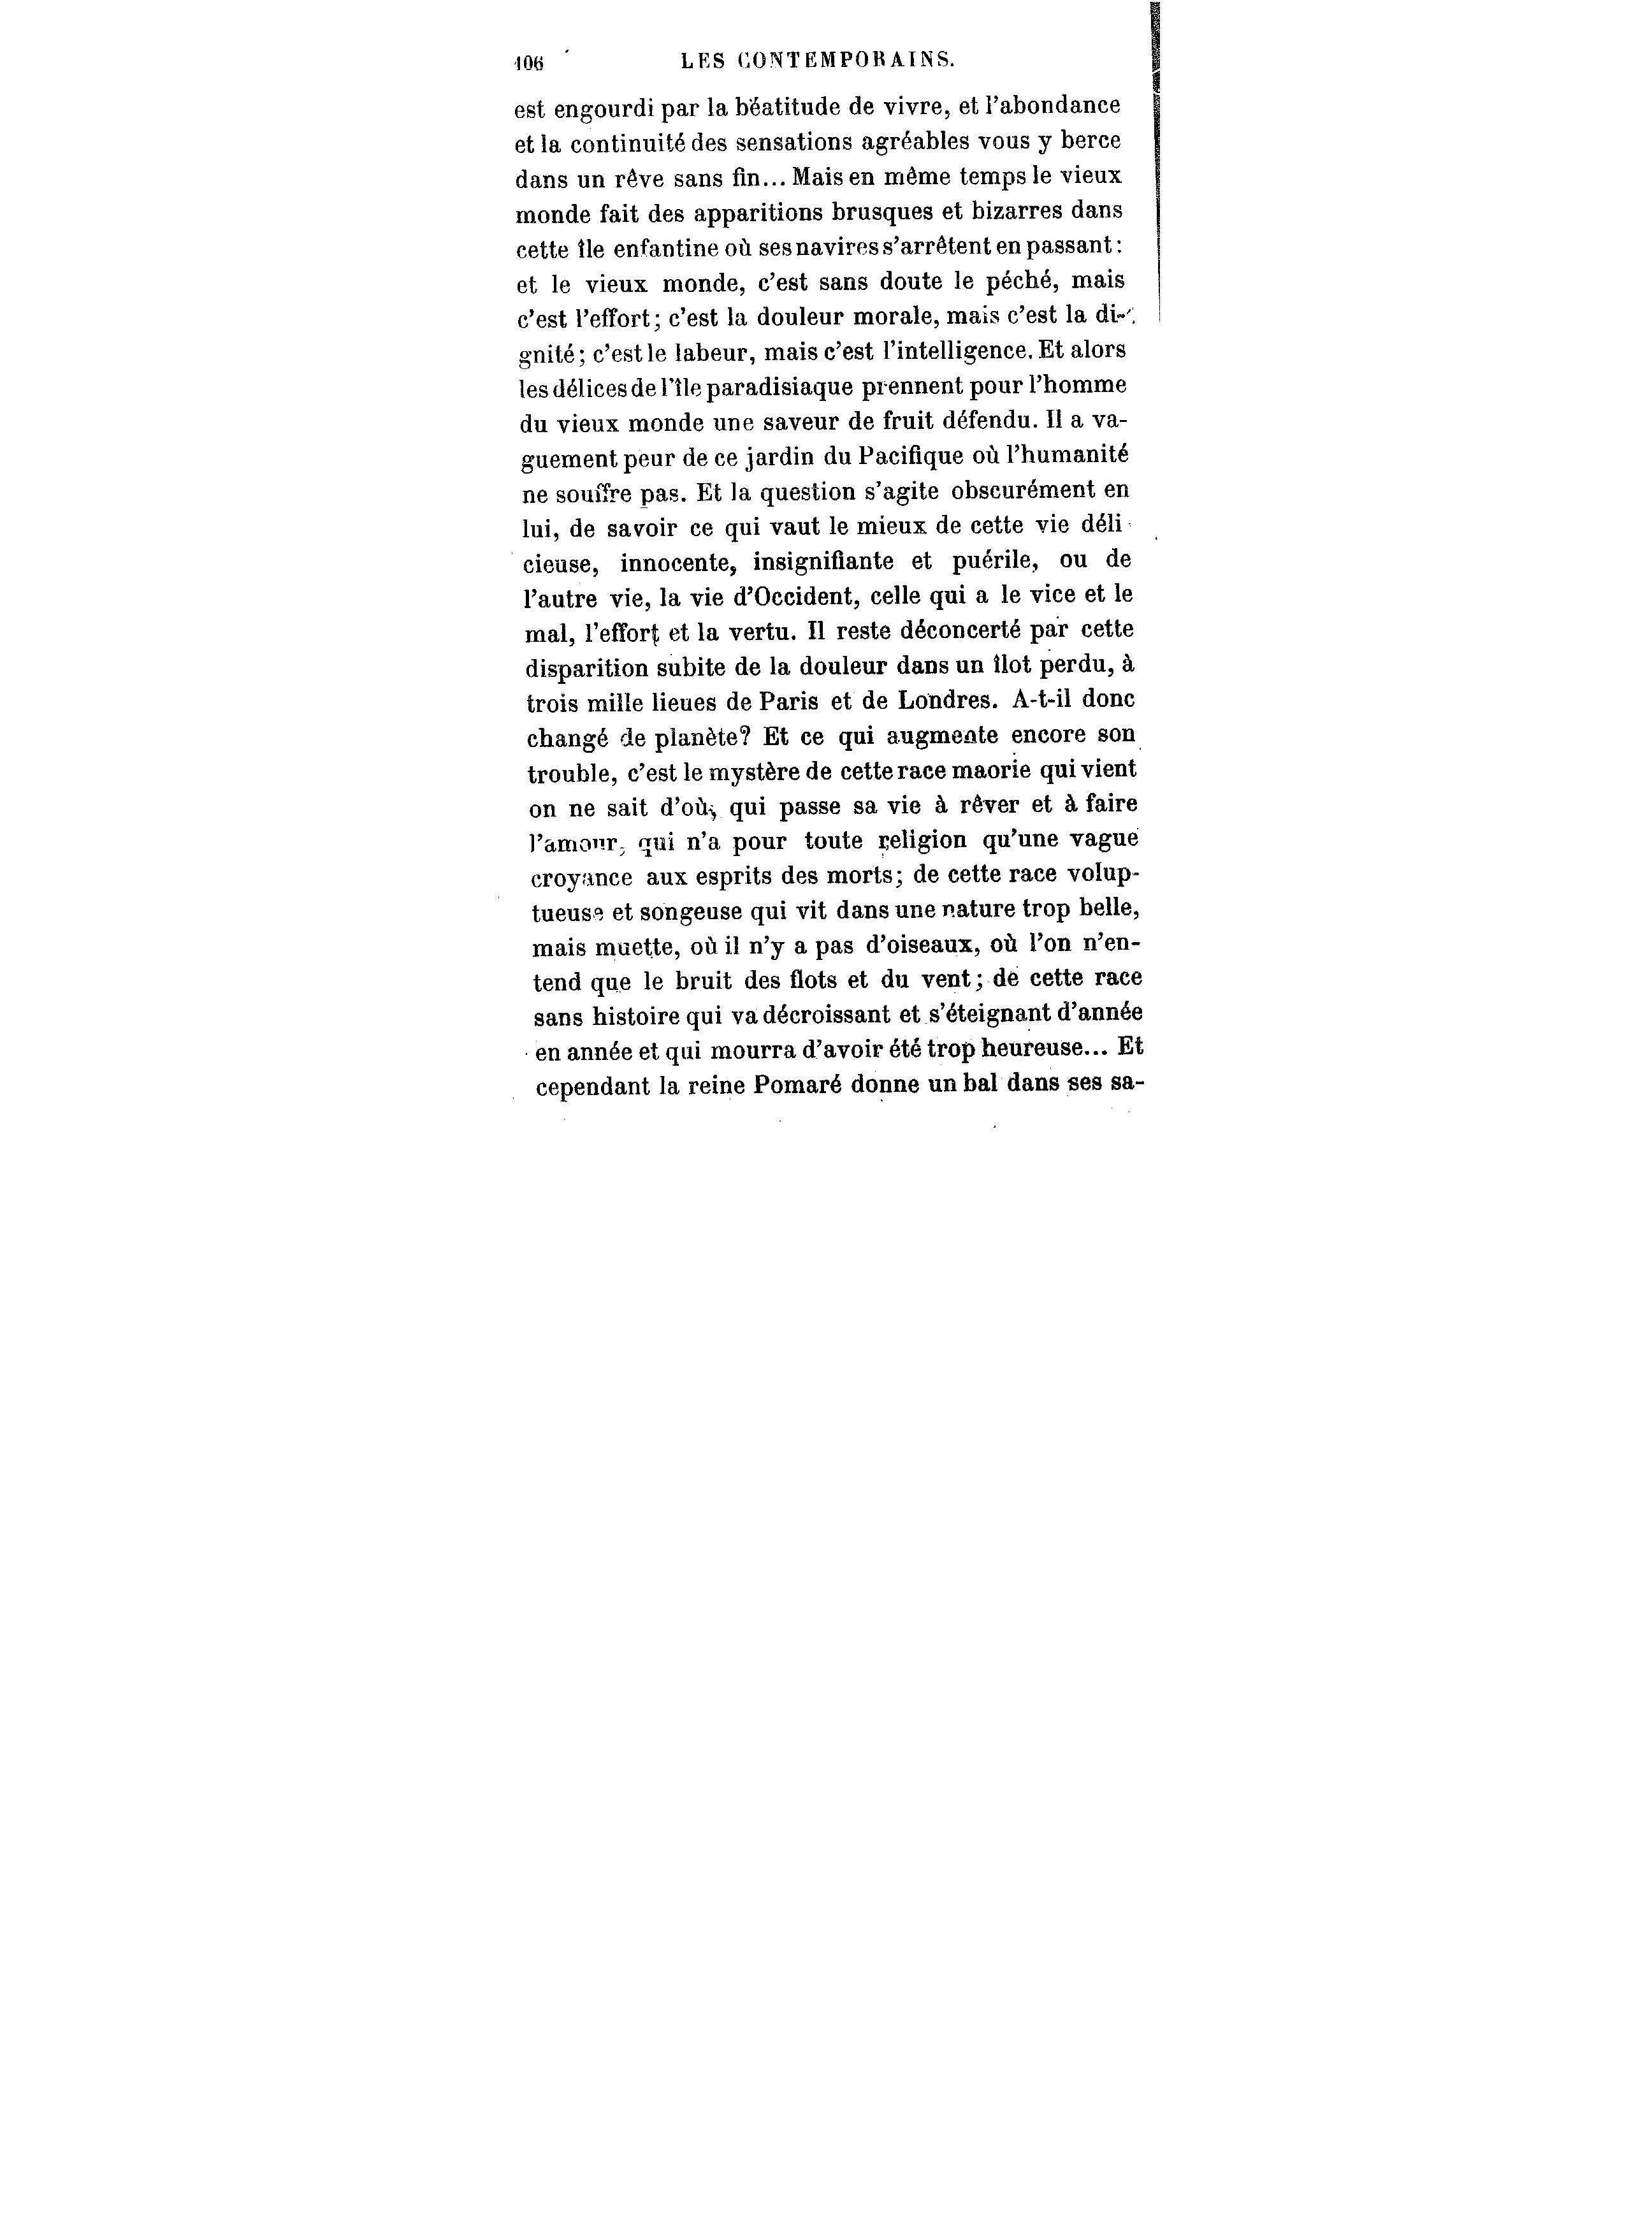 106 LES CONTEMPORAINS.
est engourdi par la béatitude de vivre, et l'abondance
et la continuité des sensations agréables vous y berce
dans un rêve sans fin... Mais en même temps le vieux
monde fait des apparitions brusques et bizarres dans
cette île enfantine où ses navires s'arrêtent en passant:
et le vieux monde, c'est sans doute le péché, mais
c'est l'effort; c'est la douleur morale, mais c'est la di-
gnité; c'est le labeur, mais c'est l'intelligence. Et alors
les délices de l'île paradisiaque prennent pour l'homme
du vieux monde une saveur de fruit défendu. Il a va-
guement peur de ce jardin du Pacifique où l'humanité
ne souffre pas. Et la question s'agite obscurément en
lui, de savoir ce qui vaut le mieux de cette vie déli
cieuse, innocente, insignifiante et puérile, ou de
l'autre vie, la vie d'Occident, celle qui a le vice et le
mal, l'effort et la vertu. Il reste déconcerté par cette
disparition subite de la douleur dans un îlot perdu, à
trois mille lieues de Paris et de Londres. A-t-il donc
changé de planète? Et ce qui augmente encore son
trouble, c'est le mystère de cette race maorie qui vient
on ne sait d'où, qui passe sa vie à rêver et à faire
l'amour, qui n'a pour toute religion qu'une vague
croyance aux esprits des morts; de cette race volup-
tueuse et songeuse qui vit dans une nature trop belle,
mais muette, où il n'y a pas d'oiseaux, où l'on n'en-
tend que le bruit des flots et du vent; de cette race
sans histoire qui va décroissant et s'éteignant d'année
en année et qui mourra d'avoir été trop heureuse... Et
cependant la reine Pomaré donne un bal dans ses sa-